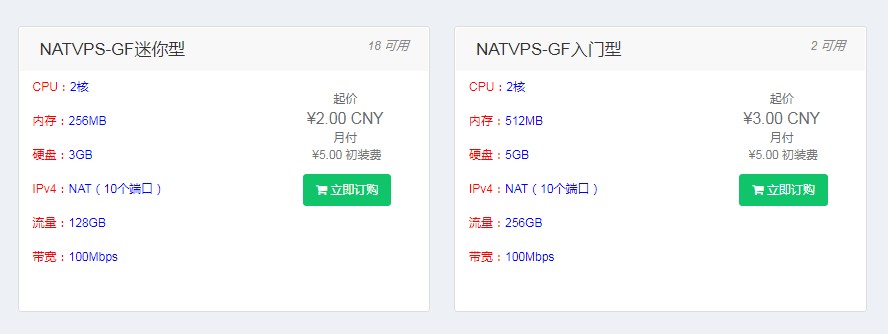 NATVPS-GF迷你型
18 可用
CPU：2核
内存：256MB
硬盘：3GB
IPv4：NAT（10个端口）
流量：128GB
带宽：100Mbps
起价
¥2.00 CNY
月付
¥5.00 初装费
立即订购
NATVPS-GF入门型
2 可用
CPU：2核
内存：512MB
硬盘：5GB
IPv4：NAT（10个端口）
流量：256GB
带宽：100Mbps
起价
¥3.00 CNY
月付
¥5.00 初装费
立即订购